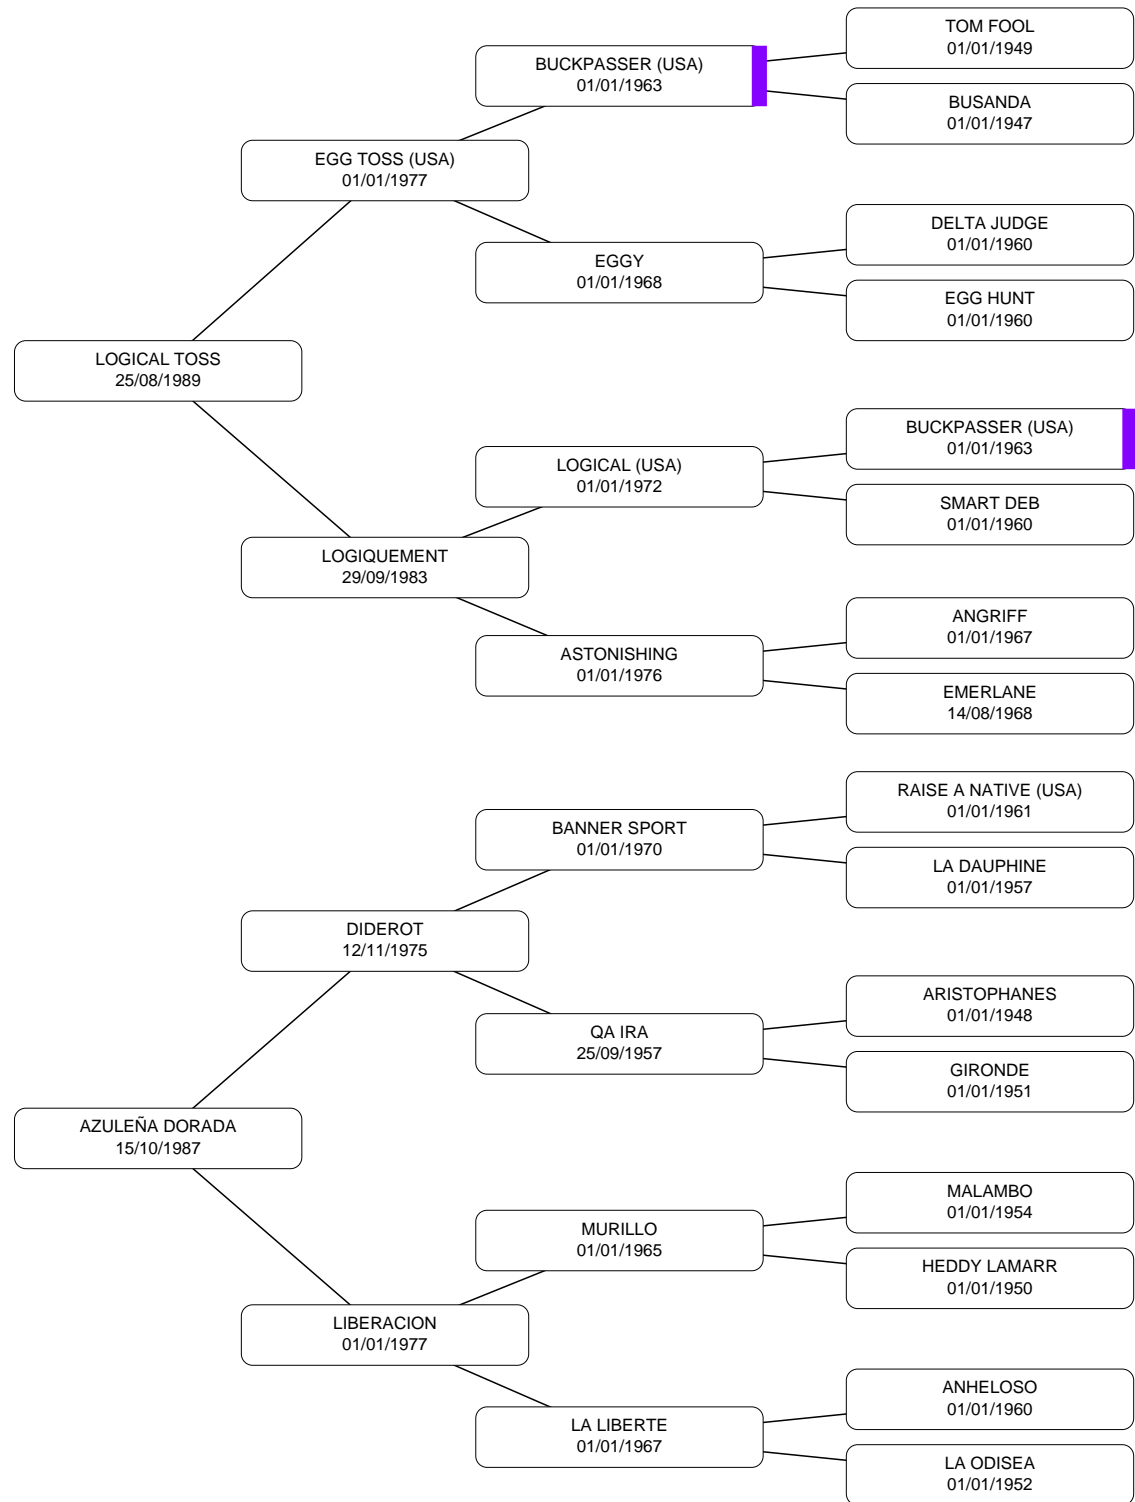 TOM FOOL
01/01/1949
BUCKPASSER (USA)
01/01/1963
BUSANDA
01/01/1947
EGG TOSS (USA)
01/01/1977
DELTA JUDGE
01/01/1960
EGGY
01/01/1968
EGG HUNT
01/01/1960
LOGICAL TOSS
25/08/1989
BUCKPASSER (USA)
01/01/1963
LOGICAL (USA)
01/01/1972
SMART DEB
01/01/1960
LOGIQUEMENT
29/09/1983
ANGRIFF
01/01/1967
ASTONISHING
01/01/1976
EMERLANE
14/08/1968
RAISE A NATIVE (USA)
01/01/1961
BANNER SPORT
01/01/1970
LA DAUPHINE
01/01/1957
DIDEROT
12/11/1975
ARISTOPHANES
01/01/1948
QA IRA
25/09/1957
GIRONDE
01/01/1951
AZULEÑA DORADA
15/10/1987
MALAMBO
01/01/1954
MURILLO
01/01/1965
HEDDY LAMARR
01/01/1950
LIBERACION
01/01/1977
ANHELOSO
01/01/1960
LA LIBERTE
01/01/1967
LA ODISEA
01/01/1952